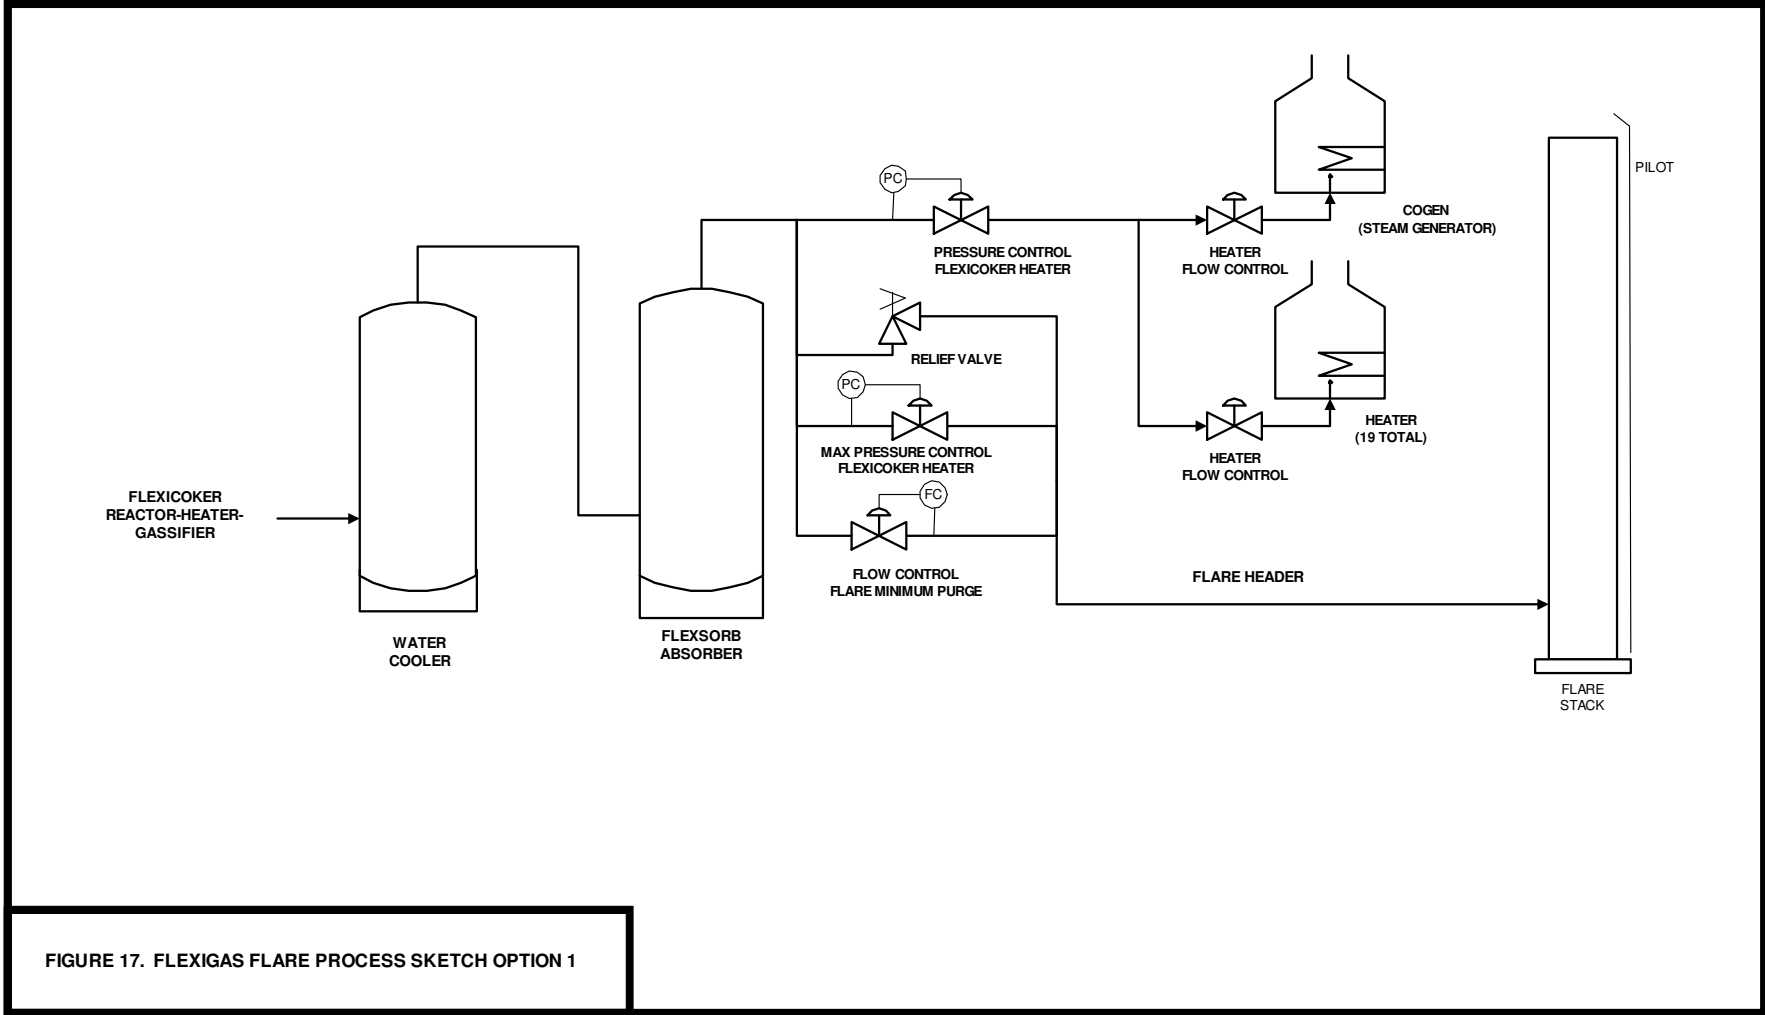 PILOT
PC
COGEN
(STEAM GENERATOR)
PRESSURE CONTROL
FLEXICOKER HEATER
HEATER
FLOW CONTROL
RELIEF VALVE
PC
HEATER
(19 TOTAL)
MAX PRESSURE CONTROL
FLEXICOKER HEATER
HEATER
FLOW CONTROL
FC
FLEXICOKER
REACTOR-HEATER-
GASSIFIER
FLOW CONTROL
FLARE MINIMUM PURGE
FLARE HEADER
WATER
COOLER
FLEXSORB
ABSORBER
FLARE
STACK
FIGURE 17. FLEXIGAS FLARE PROCESS SKETCH OPTION 1